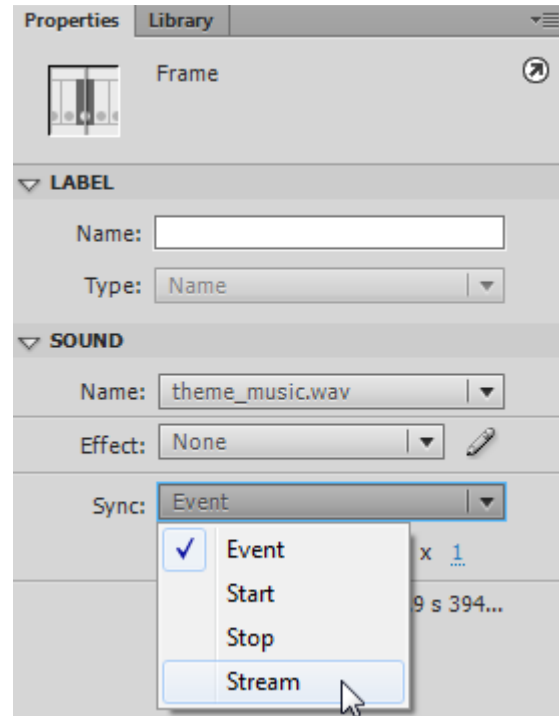 Properties Library
Frame
LABEL
Name:
Type: Name
SOUND
Name: theme_music.wav
Effect: None
Sync: Event
Event x 1
Start .9 s 394...
Stop
Stream